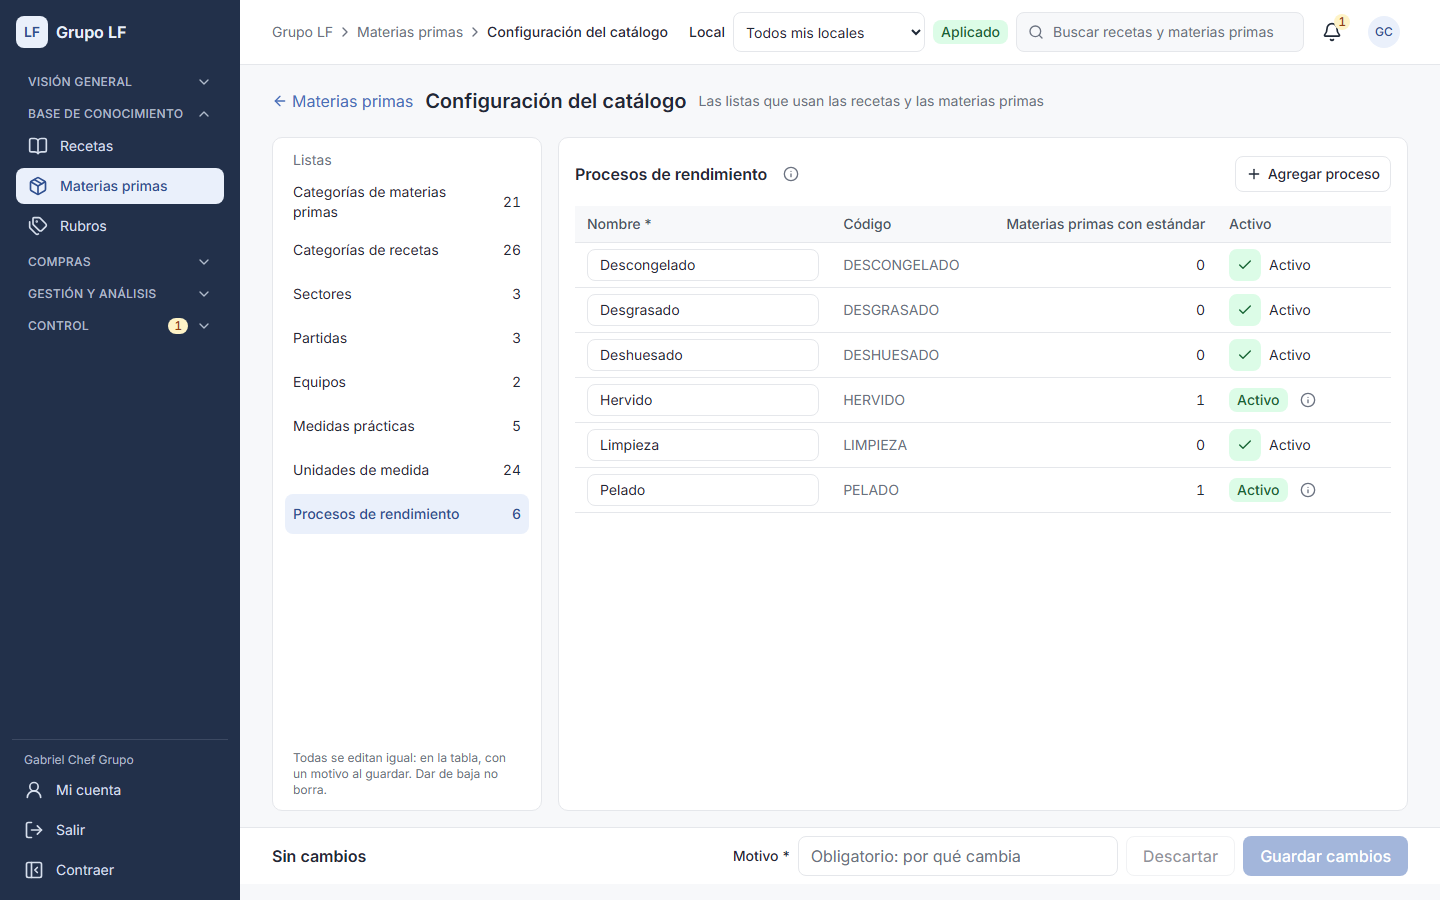 LF Grupo LF
VISIÓN GENERAL
BASE DE CONOCIMIENTO
Recetas
Materias primas
Rubros
COMPRAS
GESTIÓN Y ANÁLISIS
CONTROL 1
Gabriel Chef Grupo
Mi cuenta
Salir
Contraer
Grupo LF > Materias primas > Configuración del catálogo Local Todos mis locales Aplicado Buscar recetas y materias primas 1 GC
← Materias primas Configuración del catálogo Las listas que usan las recetas y las materias primas
Listas
Categorías de materias
primas 21
Categorías de recetas 26
Sectores 3
Partidas 3
Equipos 2
Medidas prácticas 5
Unidades de medida 24
Procesos de rendimiento 6
Todas se editan igual: en la tabla, con
un motivo al guardar. Dar de baja no
borra.
Procesos de rendimiento + Agregar proceso
Nombre * Código Materias primas con estándar Activo
Descongelado DESCONGELADO 0 Activo
Desgrasado DESGRASADO 0 Activo
Deshuesado DESHUESADO 0 Activo
Hervido HERVIDO 1 Activo
Limpieza LIMPIEZA 0 Activo
Pelado PELADO 1 Activo
Sin cambios Motivo * Obligatorio: por qué cambia Descartar Guardar cambios